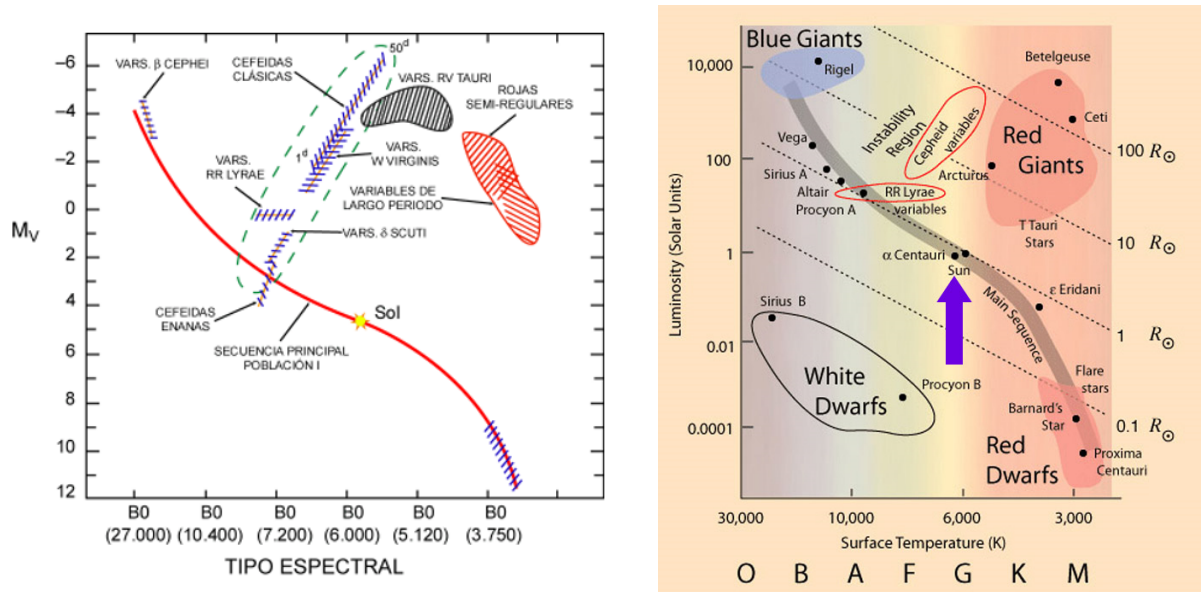 -6
-4
-2
0
2
4
6
8
10
12
M_V
VARS. β CEPHEI
CEFEIDAS
CLÁSICAS
50^d
VARS. RV TAURI
ROJAS
SEMI-REGULARES
1^d
VARS.
W VIRGINIS
VARS.
RR LYRAE
VARIABLES DE
LARGO PERIODO
VARS. δ SCUTI
CEFEIDAS
ENANAS
Sol
SECUENCIA PRINCIPAL
POBLACIÓN I
B0
(27.000)
B0
(10.400)
B0
(7.200)
B0
(6.000)
B0
(5.120)
B0
(3.750)
TIPO ESPECTRAL
Luminosity (Solar Units)
10,000
100
1
0.01
0.0001
Blue Giants
Rigel
Betelgeuse
Ceti
Red
Giants
Instability
Region
Cepheid
variables
Vega
Sirius A
Altair
Procyon A
Arcturus
RR Lyrae
variables
T Tauri
Stars
α Centauri
Sun
ε Eridani
Main Sequence
Sirius B
White
Dwarfs
Procyon B
Flare
stars
Barnard's
Star
Red
Dwarfs
Proxima
Centauri
100 R☉
10 R☉
1 R☉
0.1 R☉
30,000
10,000
6,000
3,000
Surface Temperature (K)
O B A F G K M